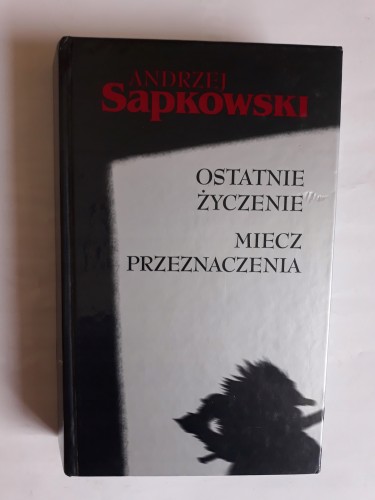 ANDRZEJ
SAPKOWSKI
OSTATNIE
ŻYCZENIE
MIECZ
PRZEZNACZENIA